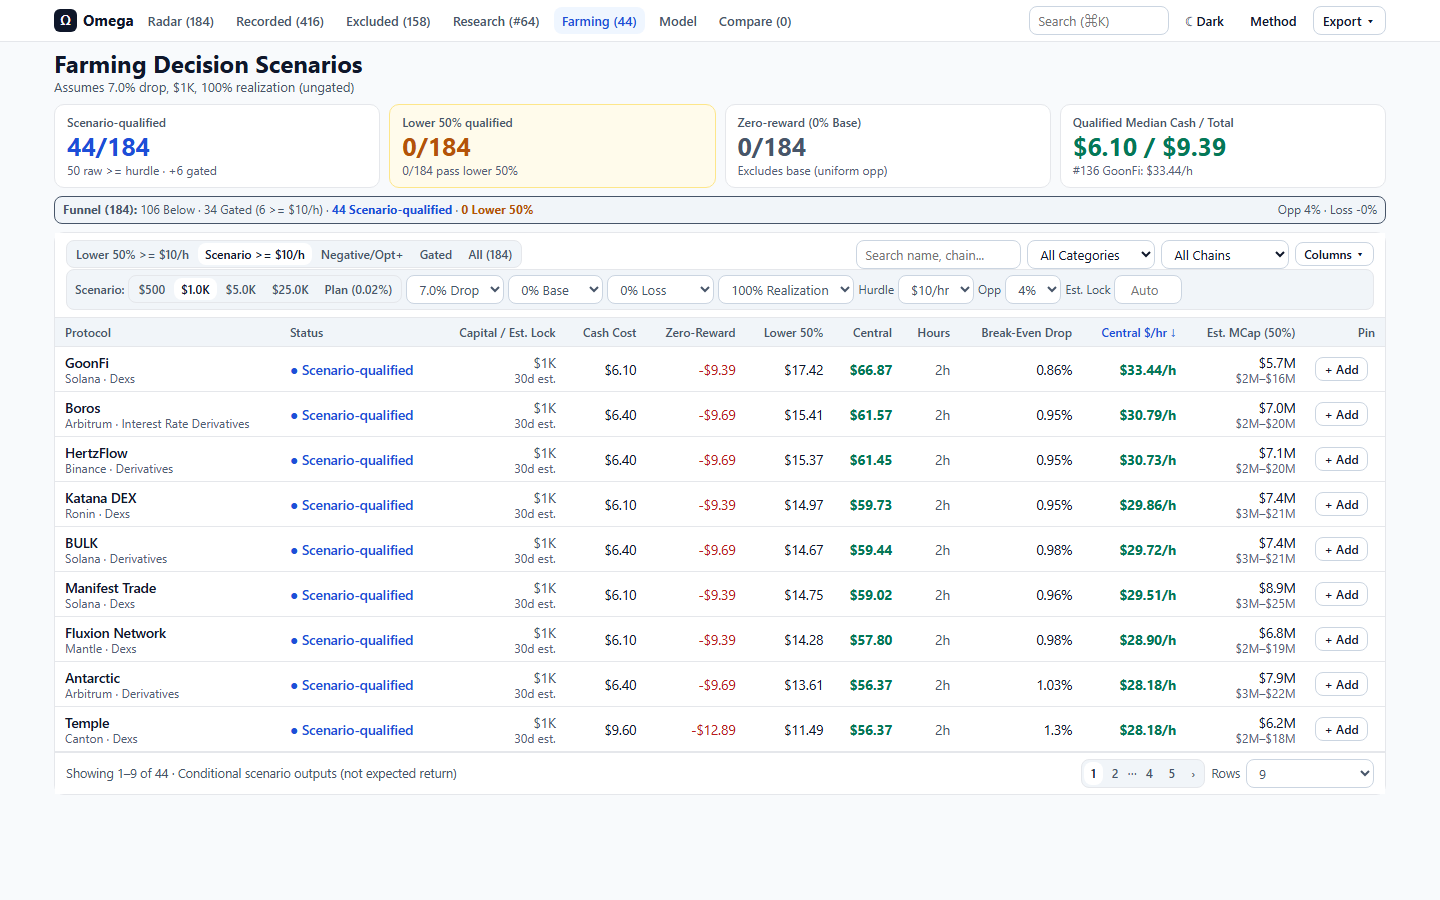 Ω Omega Radar (184) Recorded (416) Excluded (158) Research (#64) Farming (44) Model Compare (0) Search (⌘K) ☾ Dark Method Export ▾
Farming Decision Scenarios
Assumes 7.0% drop, $1K, 100% realization (ungated)
Scenario-qualified
44/184
50 raw >= hurdle · +6 gated
Lower 50% qualified
0/184
0/184 pass lower 50%
Zero-reward (0% Base)
0/184
Excludes base (uniform opp)
Qualified Median Cash / Total
$6.10 / $9.39
#136 GoonFi: $33.44/h
Funnel (184): 106 Below · 34 Gated (6 >= $10/h) · 44 Scenario-qualified · 0 Lower 50% Opp 4% · Loss -0%
Lower 50% >= $10/h Scenario >= $10/h Negative/Opt+ Gated All (184) Search name, chain... All Categories All Chains Columns ▾
Scenario: $500 $1.0K $5.0K $25.0K Plan (0.02%) 7.0% Drop 0% Base 0% Loss 100% Realization Hurdle $10/hr Opp 4% Est. Lock Auto
Protocol Status Capital / Est. Lock Cash Cost Zero-Reward Lower 50% Central Hours Break-Even Drop Central $/hr ↓ Est. MCap (50%) Pin
GoonFi $1K $5.7M
● Scenario-qualified $6.10 -$9.39 $17.42 $66.87 2h 0.86% $33.44/h + Add
Solana · Dexs 30d est. $2M–$16M
Boros $1K $7.0M
● Scenario-qualified $6.40 -$9.69 $15.41 $61.57 2h 0.95% $30.79/h + Add
Arbitrum · Interest Rate Derivatives 30d est. $2M–$20M
HertzFlow $1K $7.1M
● Scenario-qualified $6.40 -$9.69 $15.37 $61.45 2h 0.95% $30.73/h + Add
Binance · Derivatives 30d est. $2M–$20M
Katana DEX $1K $7.4M
● Scenario-qualified $6.10 -$9.39 $14.97 $59.73 2h 0.95% $29.86/h + Add
Ronin · Dexs 30d est. $3M–$21M
BULK $1K $7.4M
● Scenario-qualified $6.40 -$9.69 $14.67 $59.44 2h 0.98% $29.72/h + Add
Solana · Derivatives 30d est. $3M–$21M
Manifest Trade $1K $8.9M
● Scenario-qualified $6.10 -$9.39 $14.75 $59.02 2h 0.96% $29.51/h + Add
Solana · Dexs 30d est. $3M–$25M
Fluxion Network $1K $6.8M
● Scenario-qualified $6.10 -$9.39 $14.28 $57.80 2h 0.98% $28.90/h + Add
Mantle · Dexs 30d est. $2M–$19M
Antarctic $1K $7.9M
● Scenario-qualified $6.40 -$9.69 $13.61 $56.37 2h 1.03% $28.18/h + Add
Arbitrum · Derivatives 30d est. $3M–$22M
Temple $1K $6.2M
● Scenario-qualified $9.60 -$12.89 $11.49 $56.37 2h 1.3% $28.18/h + Add
Canton · Dexs 30d est. $2M–$18M
Showing 1–9 of 44 · Conditional scenario outputs (not expected return) 1 2 ··· 4 5 › Rows 9